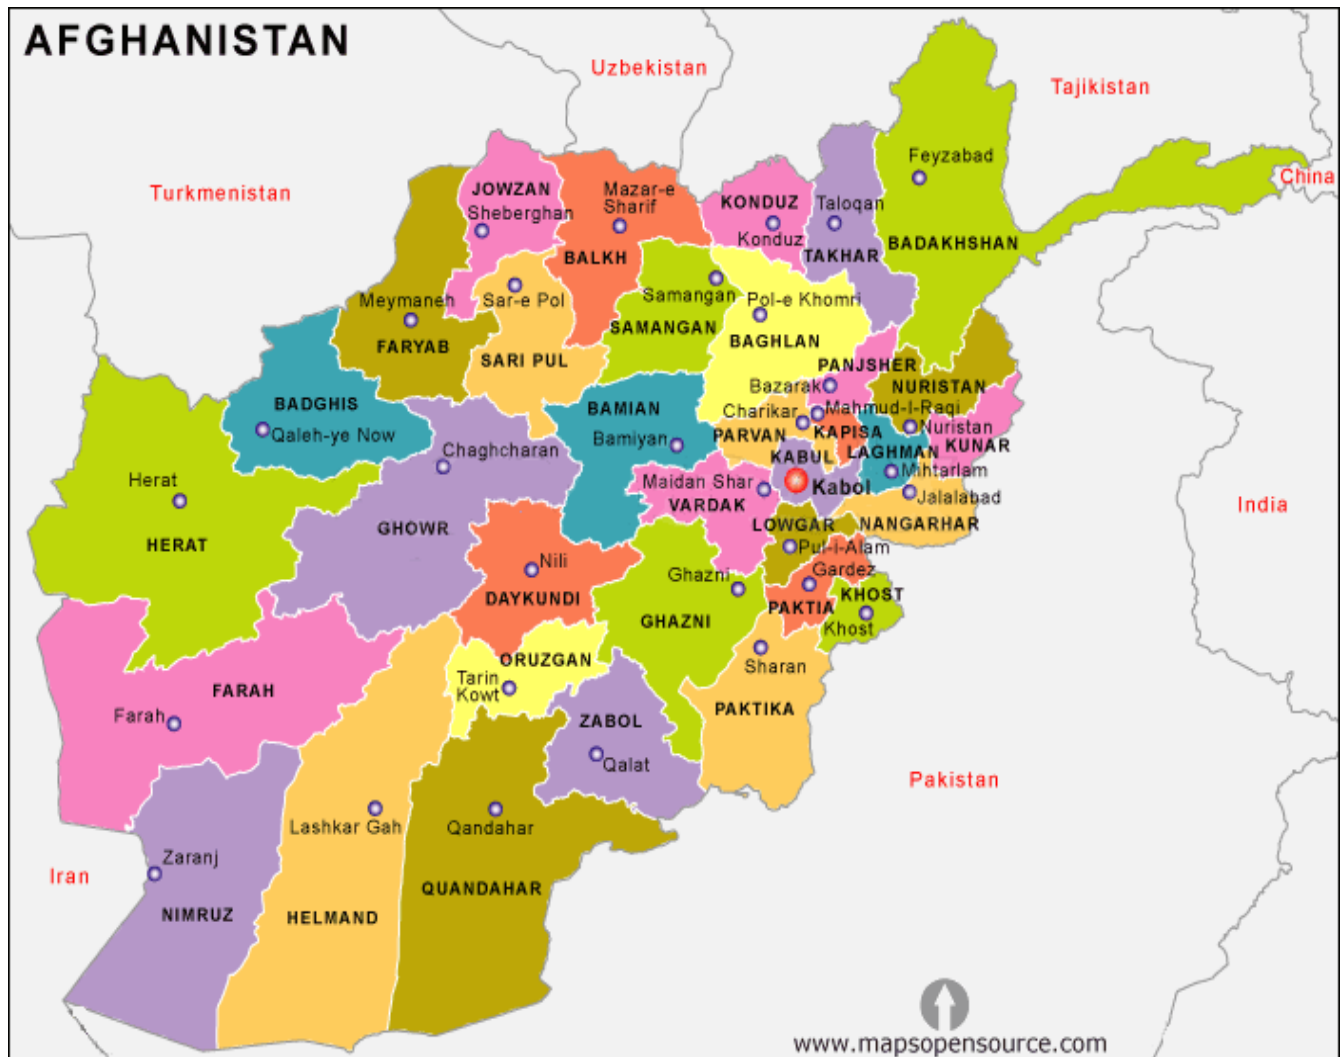 AFGHANISTAN
Uzbekistan
Tajikistan
Turkmenistan
China
Feyzabad
BADAKHSHAN
JOWZAN
Sheberghan
Mazar-e
Sharif
BALKH
KONDUZ
Konduz
Taloqan
TAKHAR
Meymaneh
FARYAB
Sar-e Pol
SARI PUL
Samangan
SAMANGAN
Pol-e Khomri
BAGHLAN
PANJSHER
Bazarak
NURISTAN
Nuristan
BADGHIS
Qaleh-ye Now
BAMIAN
Bamiyan
Charikar
PARVAN
Mahmud-I-Raqi
KAPISA
KUNAR
LAGHMAN
Mihtarlam
Chaghcharan
GHOWR
KABUL
Kabol
Maidan Shar
VARDAK
Jalalabad
NANGARHAR
Herat
HERAT
LOWGAR
Pul-i-Alam
India
Nili
DAYKUNDI
Ghazni
GHAZNI
Gardez
PAKTIA
KHOST
Khost
ORUZGAN
Tarin
Kowt
Sharan
PAKTIKA
FARAH
Farah
ZABOL
Qalat
Pakistan
Lashkar Gah
HELMAND
Qandahar
QUANDAHAR
Iran
Zaranj
NIMRUZ
www.mapsopensource.com